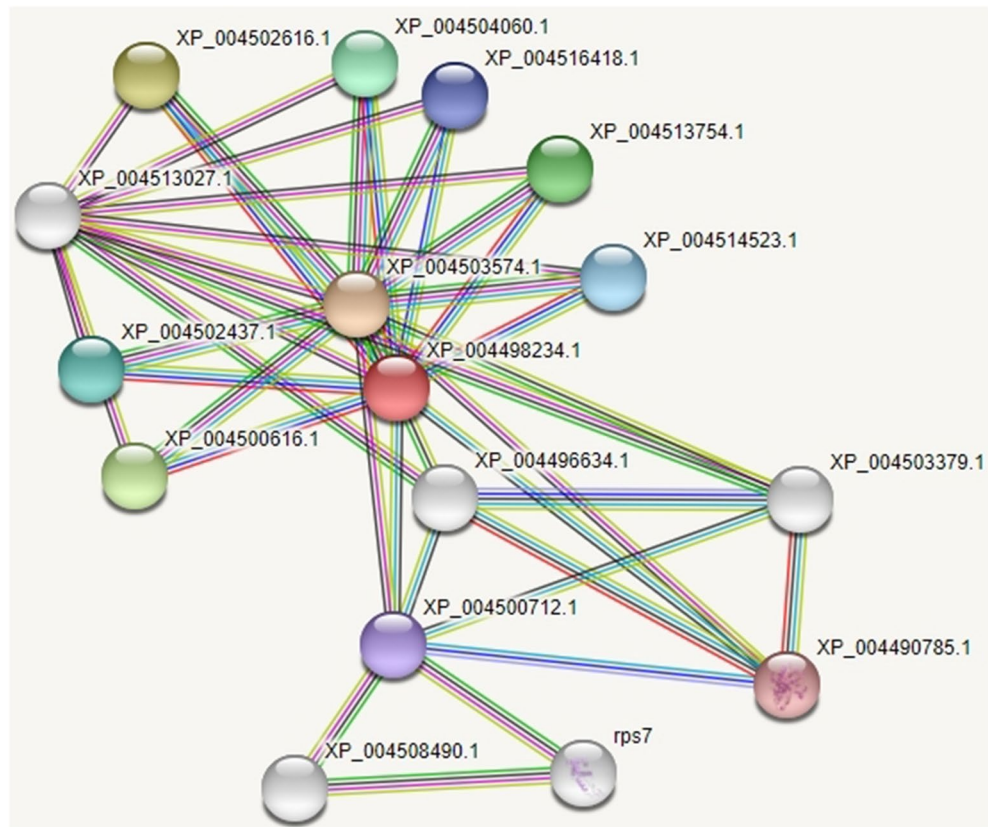 XP_004502616.1
XP_004504060.1
XP_004516418.1
XP_004513754.1
XP_004513027.1
XP_004514523.1
XP_004503574.1
XP_004502437.1
XP_004498234.1
XP_004500616.1
XP_004496634.1
XP_004503379.1
XP_004500712.1
XP_004490785.1
rps7
XP_004508490.1